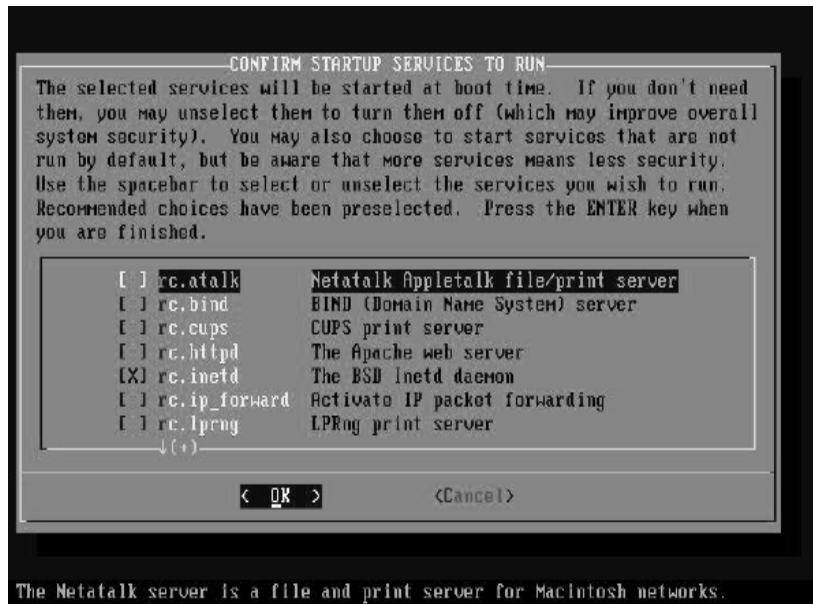 CONFIRM STARTUP SERVICES TO RUN
The selected services will be started at boot time.  If you don't need
them, you may unselect them to turn them off (which may improve overall
system security).  You may also choose to start services that are not
run by default, but be aware that more services means less security.
Use the spacebar to select or unselect the services you wish to run.
Recommended choices have been preselected.  Press the ENTER key when
you are finished.
[ ] rc.atalk Netatalk Appletalk file/print server
[ ] rc.bind BIND (Domain Name System) server
[ ] rc.cups CUPS print server
[ ] rc.httpd The Apache web server
[X] rc.inetd The BSD Inetd daemon
[ ] rc.ip_forward Activate IP packet forwarding
[ ] rc.lprng LPRng print server
↓(+)
< OK > <Cancel>
The Netatalk server is a file and print server for Macintosh networks.